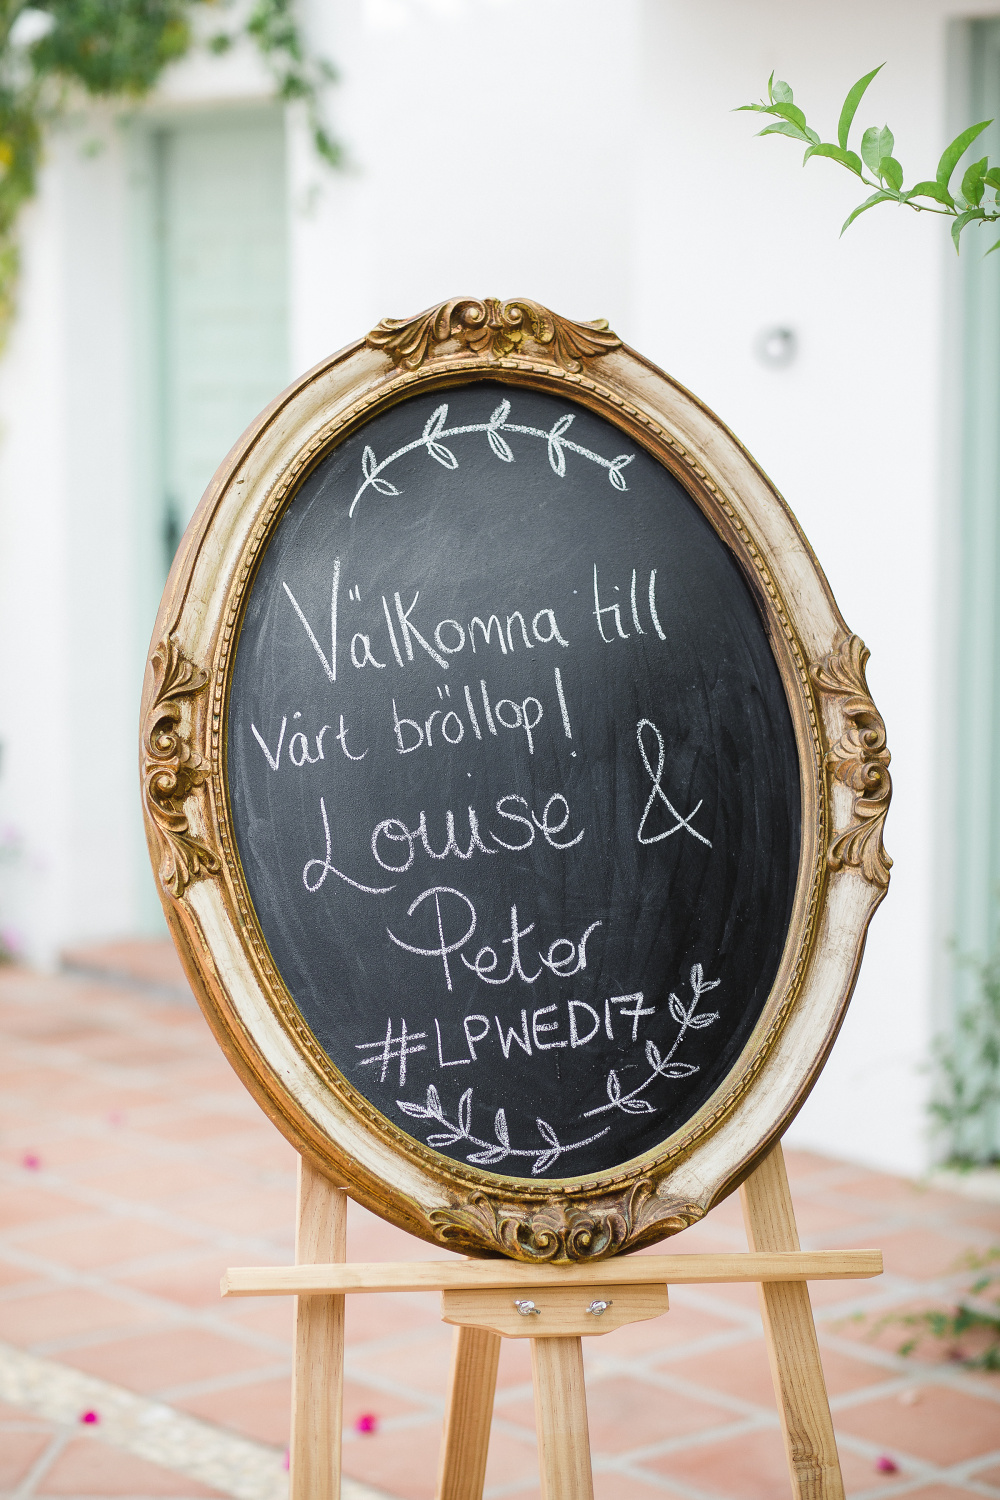 Välkomna till
vårt bröllop!
Louise &
Peter
#LPWED17